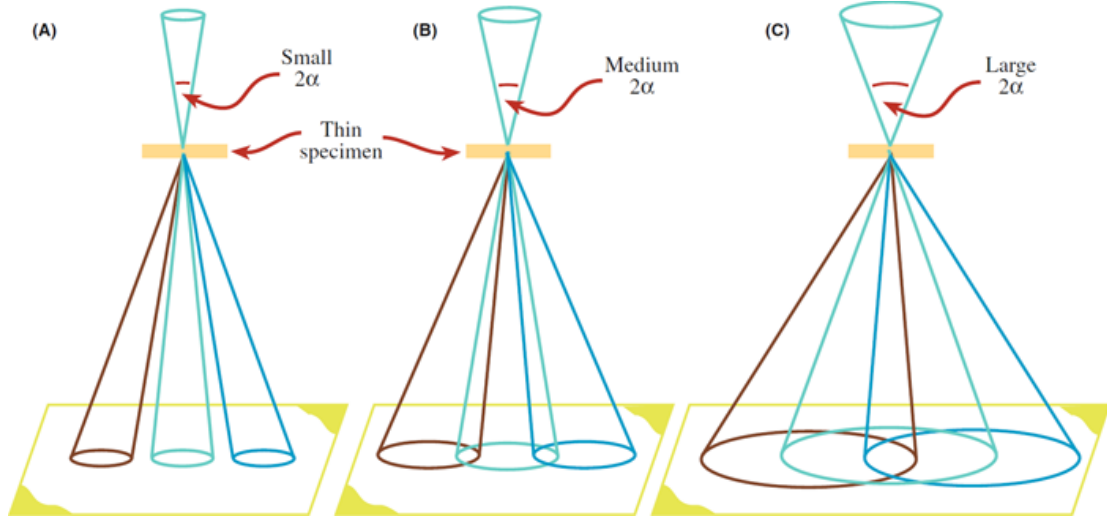 (A)
Small
2α
(B)
Medium
2α
(C)
Large
2α
Thin
specimen